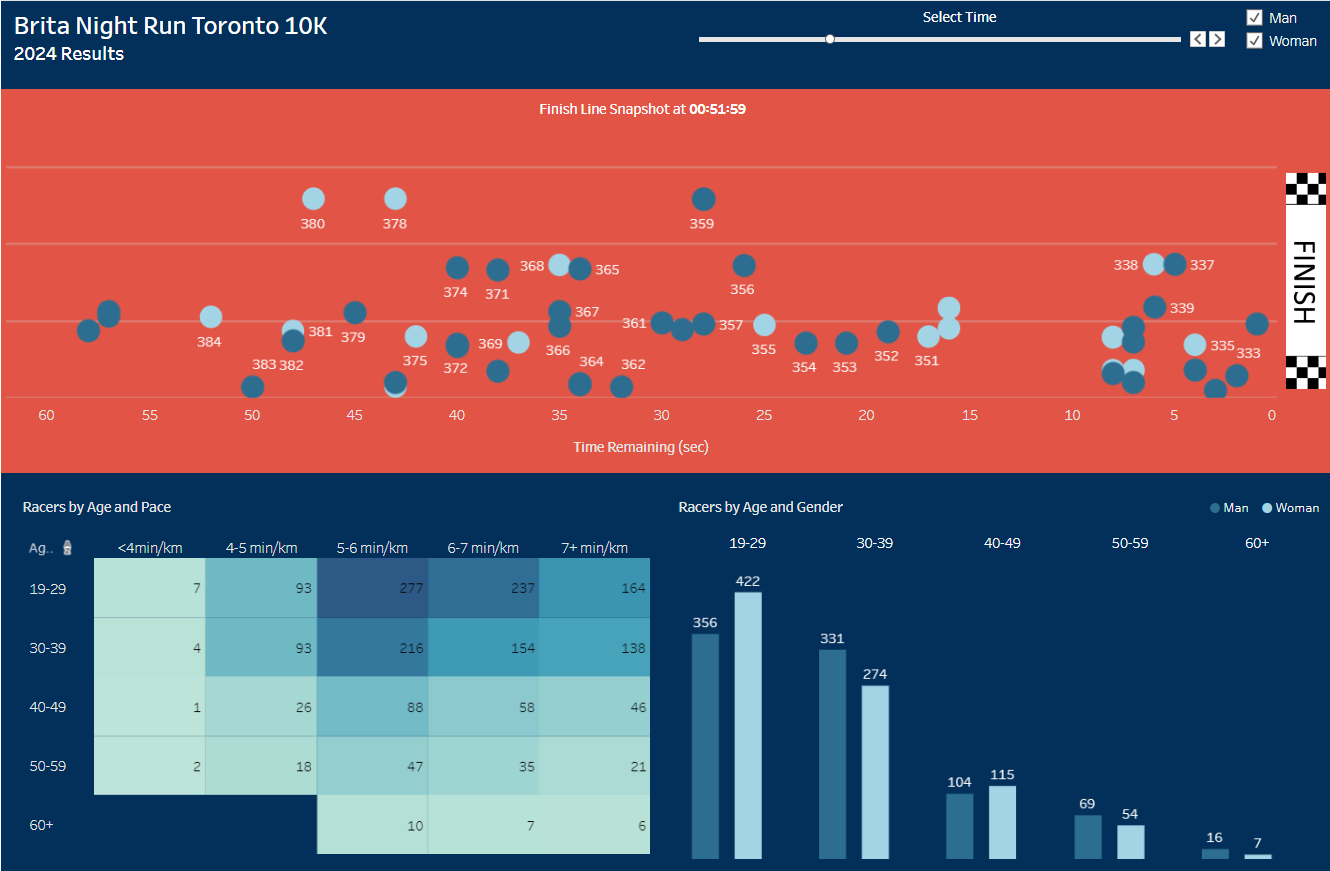 Brita Night Run Toronto 10K
2024 Results
Select Time
Man
Woman
Finish Line Snapshot at 00:51:59
380
378
359
368
365
338
337
374
371
356
367
339
384
381
379
361
357
383
382
375
372
369
366
364
362
355
354
353
352
351
335
333
FINISH
60 55 50 45 40 35 30 25 20 15 10 5 0
Time Remaining (sec)
Racers by Age and Pace
Ag.. <4min/km 4-5 min/km 5-6 min/km 6-7 min/km 7+ min/km
19-29 7 93 277 237 164
30-39 4 93 216 154 138
40-49 1 26 88 58 46
50-59 2 18 47 35 21
60+ 10 7 6
Racers by Age and Gender
Man Woman
19-29 30-39 40-49 50-59 60+
356 422 331 274 104 115 69 54 16 7